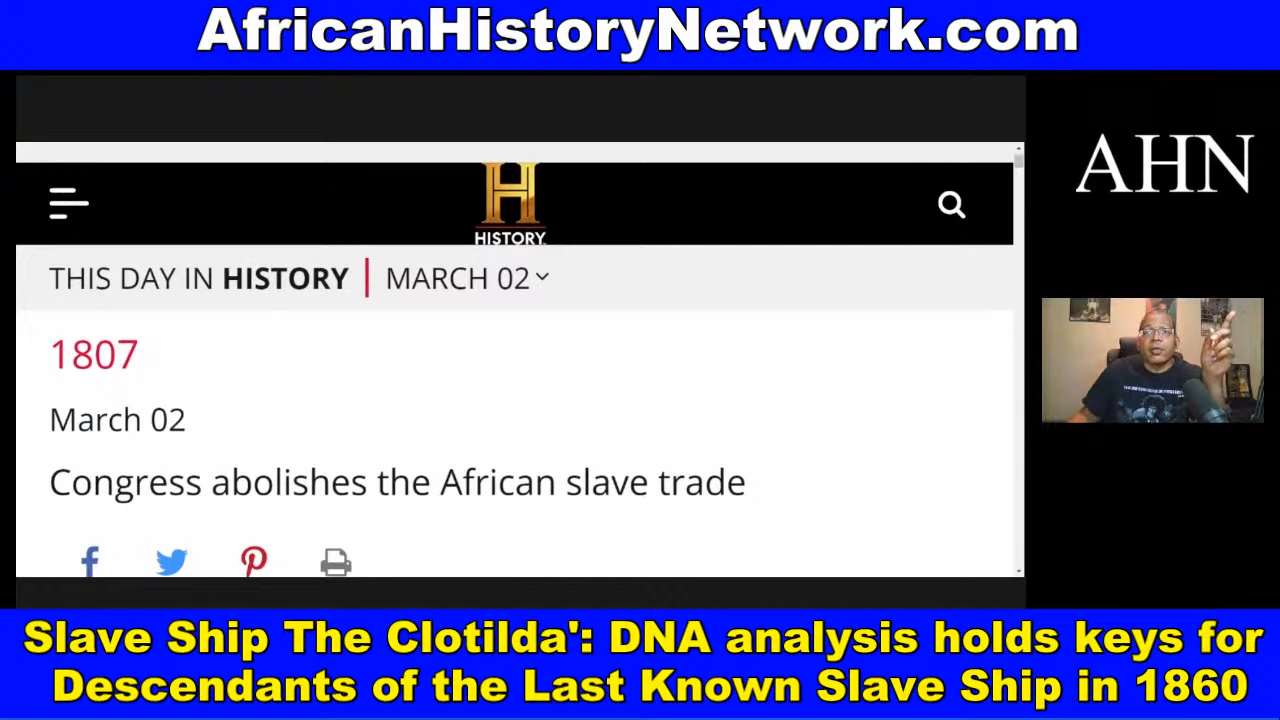 AfricanHistoryNetwork.com
AHN
H
HISTORY
THIS DAY IN HISTORY | MARCH 02
1807
March 02
Congress abolishes the African slave trade
Slave Ship The Clotilda': DNA analysis holds keys for
Descendants of the Last Known Slave Ship in 1860